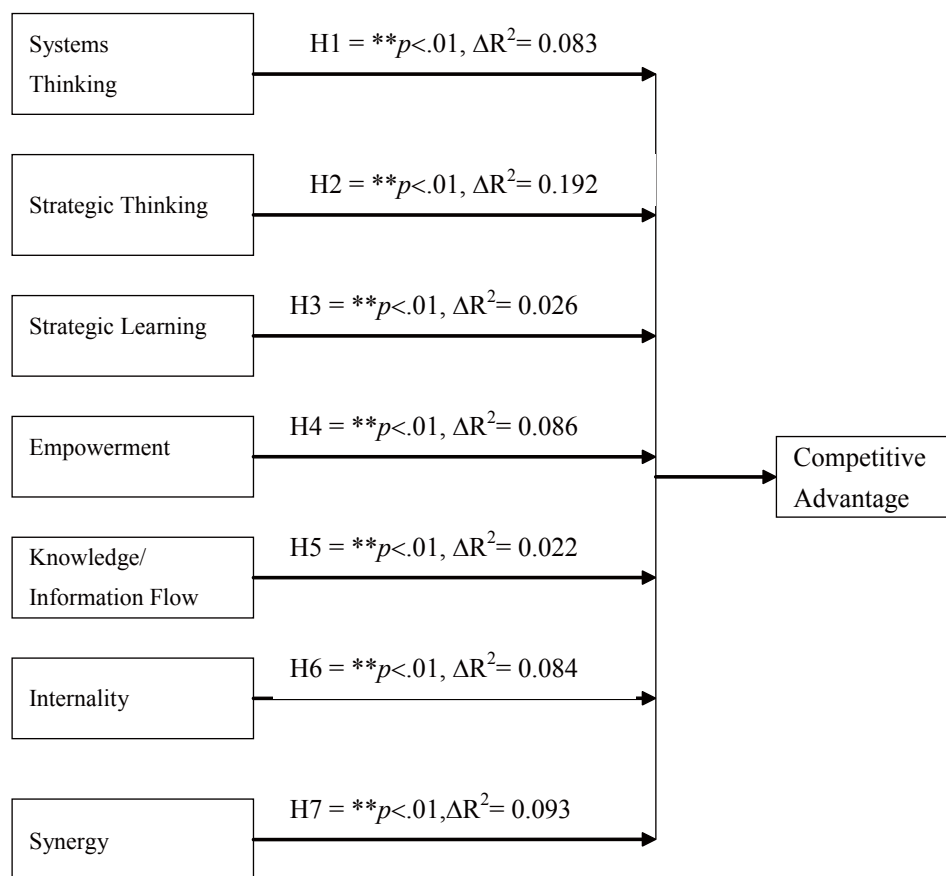 Systems
Thinking
H1 = **p<.01, ΔR²= 0.083
Strategic Thinking
H2 = **p<.01, ΔR²= 0.192
Strategic Learning
H3 = **p<.01, ΔR²= 0.026
Empowerment
H4 = **p<.01, ΔR²= 0.086
Competitive
Advantage
Knowledge/
Information Flow
H5 = **p<.01, ΔR²= 0.022
Internality
H6 = **p<.01, ΔR²= 0.084
Synergy
H7 = **p<.01,ΔR²= 0.093